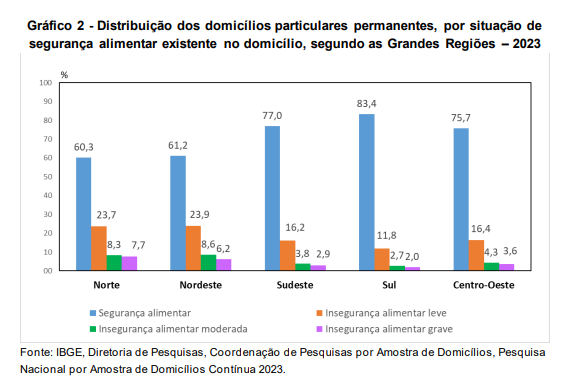 Gráfico 2 - Distribuição dos domicílios particulares permanentes, por situação de
segurança alimentar existente no domicílio, segundo as Grandes Regiões – 2023
%
100
90
80
70
60
50
40
30
20
10
00
60,3
23,7
8,3
7,7
61,2
23,9
8,6
6,2
77,0
16,2
3,8
2,9
83,4
11,8
2,7
2,0
75,7
16,4
4,3
3,6
Norte
Nordeste
Sudeste
Sul
Centro-Oeste
Segurança alimentar
Insegurança alimentar leve
Insegurança alimentar moderada
Insegurança alimentar grave
Fonte: IBGE, Diretoria de Pesquisas, Coordenação de Pesquisas por Amostra de Domicílios, Pesquisa
Nacional por Amostra de Domicílios Contínua 2023.